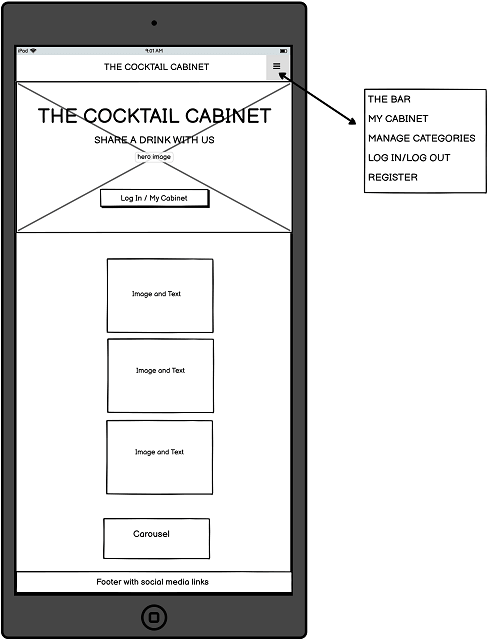 iPod 9:01 AM
THE COCKTAIL CABINET
THE COCKTAIL CABINET
SHARE A DRINK WITH US
hero image
Log In / My Cabinet
Image and Text
Image and Text
Image and Text
Carousel
Footer with social media links
THE BAR
MY CABINET
MANAGE CATEGORIES
LOG IN/LOG OUT
REGISTER